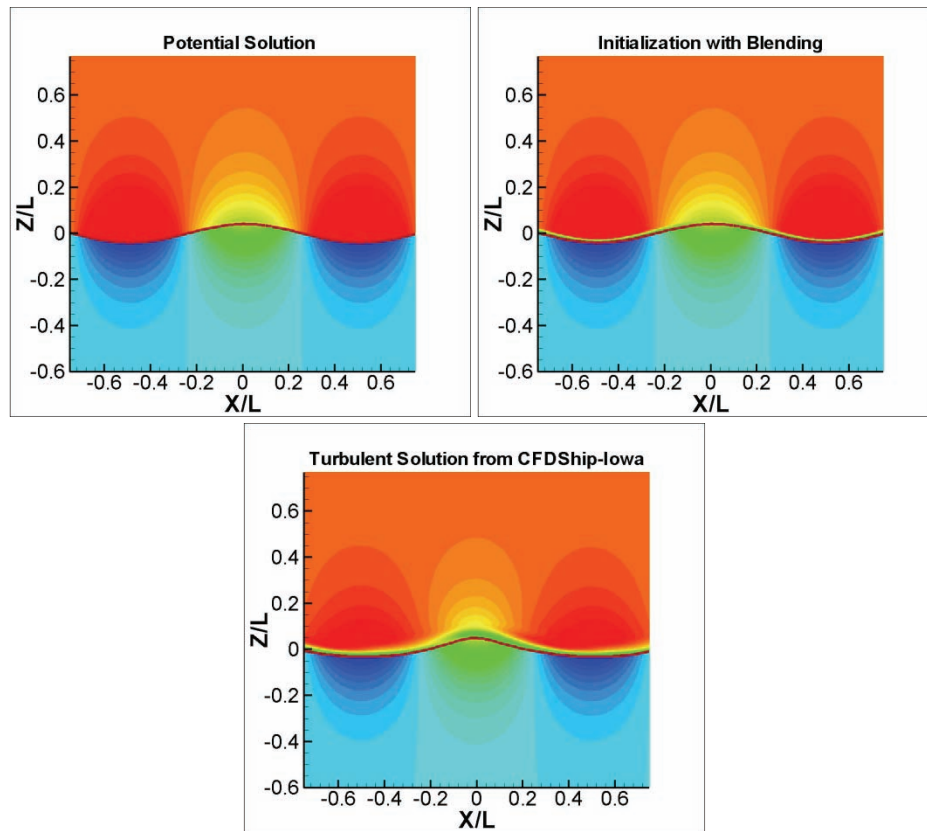 Potential Solution
0.6
0.4
0.2
0
-0.2
-0.4
-0.6
Z/L
-0.6 -0.4 -0.2 0 0.2 0.4 0.6
X/L
Initialization with Blending
0.6
0.4
0.2
0
-0.2
-0.4
-0.6
Z/L
-0.6 -0.4 -0.2 0 0.2 0.4 0.6
X/L
Turbulent Solution from CFDShip-Iowa
0.6
0.4
0.2
0
-0.2
-0.4
-0.6
Z/L
-0.6 -0.4 -0.2 0 0.2 0.4 0.6
X/L